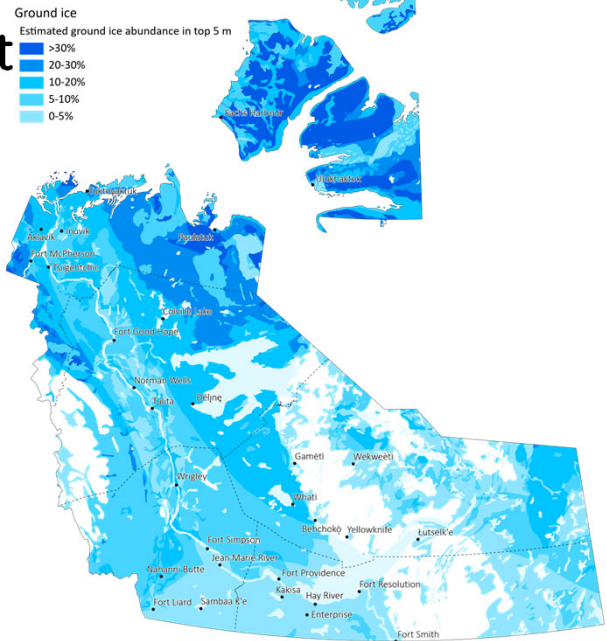 Ground ice
Estimated ground ice abundance in top 5 m
t
>30%
20-30%
10-20%
5-10%
0-5%
Sachs Harbour
Ulukhaktok
Tuktoyaktuk
Aklavik
Inuvik
Paulatuk
Fort McPherson
Tsiigehtchic
Colville Lake
Fort Good Hope
Norman Wells
Tulita
Délı̨nę
Gamètì
Wekweètì
Wrigley
Whatì
Behchokǫ̀
Yellowknife
Łutselk'e
Fort Simpson
Jean Marie River
Nahanni Butte
Fort Providence
Kakisa
Fort Resolution
Hay River
Fort Liard
Sambaa K'e
Enterprise
Fort Smith